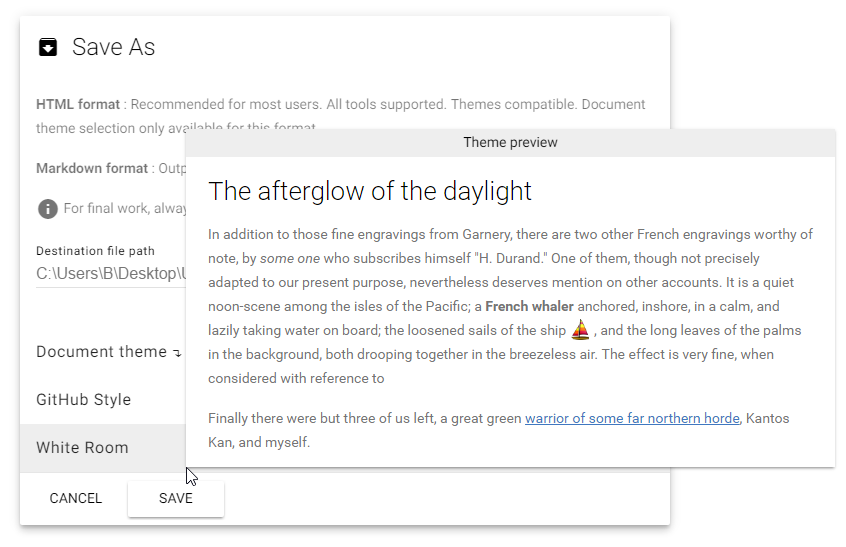 Save As
HTML format : Recommended for most users. All tools supported. Themes compatible. Document
theme selection only available for this format.
Markdown format : Outp
For final work, alway
Destination file path
C:\Users\B\Desktop\U
Document theme
GitHub Style
White Room
CANCEL SAVE
Theme preview
The afterglow of the daylight
In addition to those fine engravings from Garnery, there are two other French engravings worthy of
note, by some one who subscribes himself "H. Durand." One of them, though not precisely
adapted to our present purpose, nevertheless deserves mention on other accounts. It is a quiet
noon-scene among the isles of the Pacific; a French whaler anchored, inshore, in a calm, and
lazily taking water on board; the loosened sails of the ship , and the long leaves of the palms
in the background, both drooping together in the breezeless air. The effect is very fine, when
considered with reference to
Finally there were but three of us left, a great green warrior of some far northern horde, Kantos
Kan, and myself.